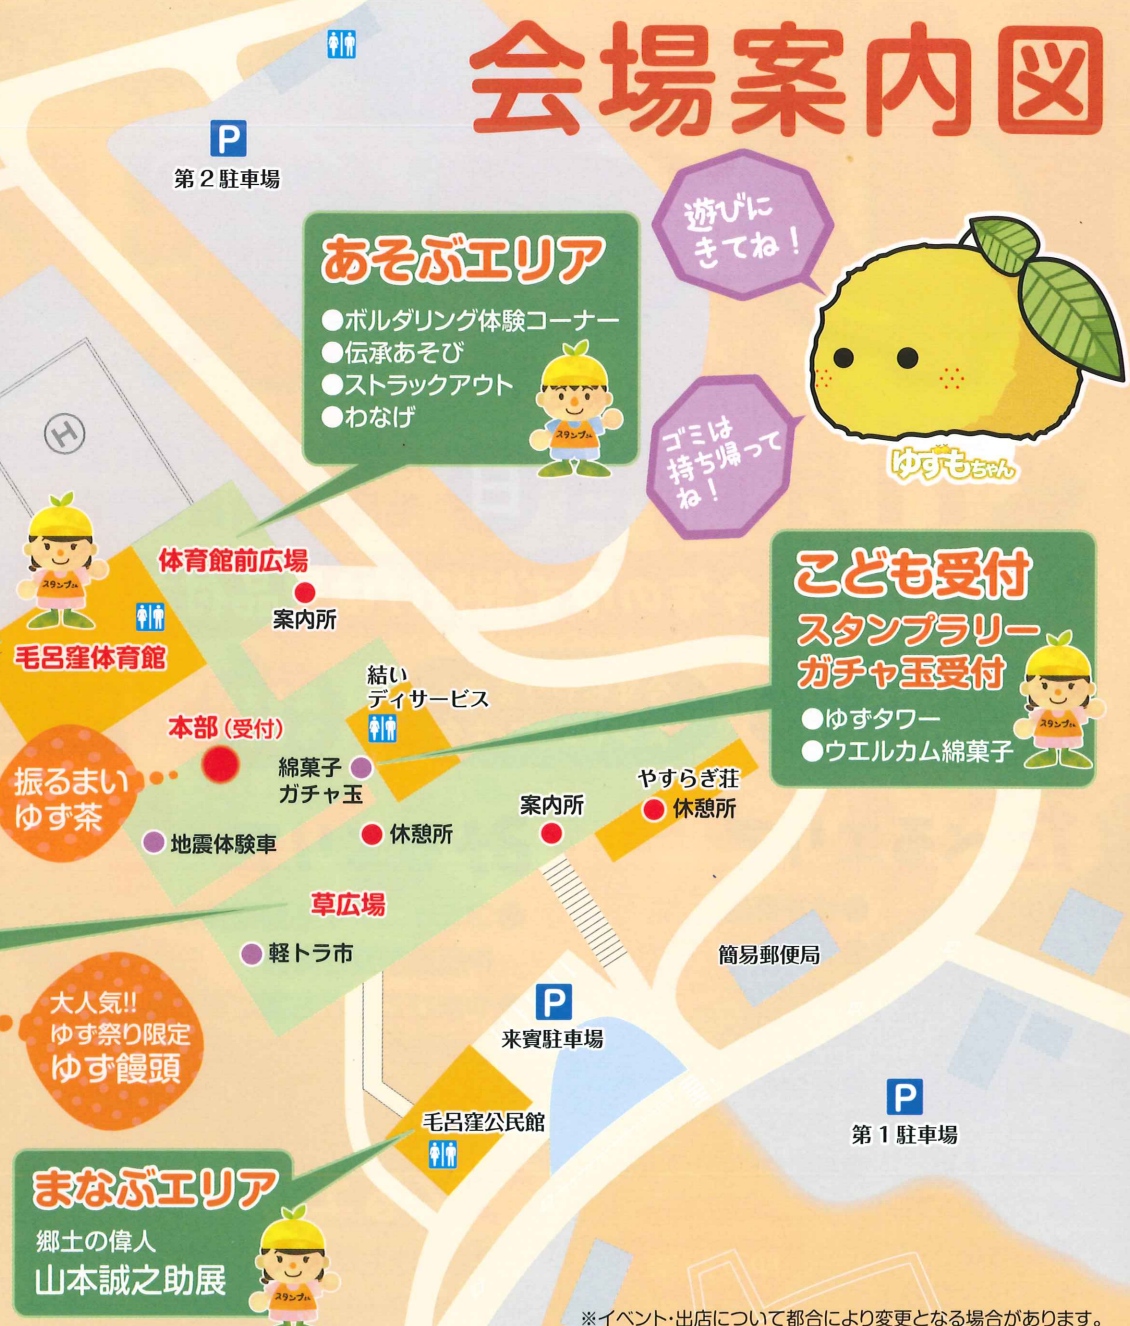 会場案内図
P
第2駐車場
遊びに
きてね！
あそぶエリア
●ボルダリング体験コーナー
●伝承あそび
●ストラックアウト
●わなげ
スタンプ
ゴミは
持ち帰って
ね！
ゆずもちゃん
H
スタンプ
体育館前広場
案内所
毛呂窪体育館
こども受付
スタンプラリー
ガチャ玉受付
●ゆずタワー
●ウエルカム綿菓子
スタンプ
結い
ディサービス
本部（受付）
振るまい
ゆず茶
綿菓子
ガチャ玉
やすらぎ荘
休憩所
案内所
休憩所
地震体験車
草広場
軽トラ市
簡易郵便局
大人気!!
ゆず祭り限定
ゆず饅頭
P
来賓駐車場
毛呂窪公民館
P
第1駐車場
まなぶエリア
郷土の偉人
山本誠之助展
スタンプ
※イベント・出店について都合により変更となる場合があります。